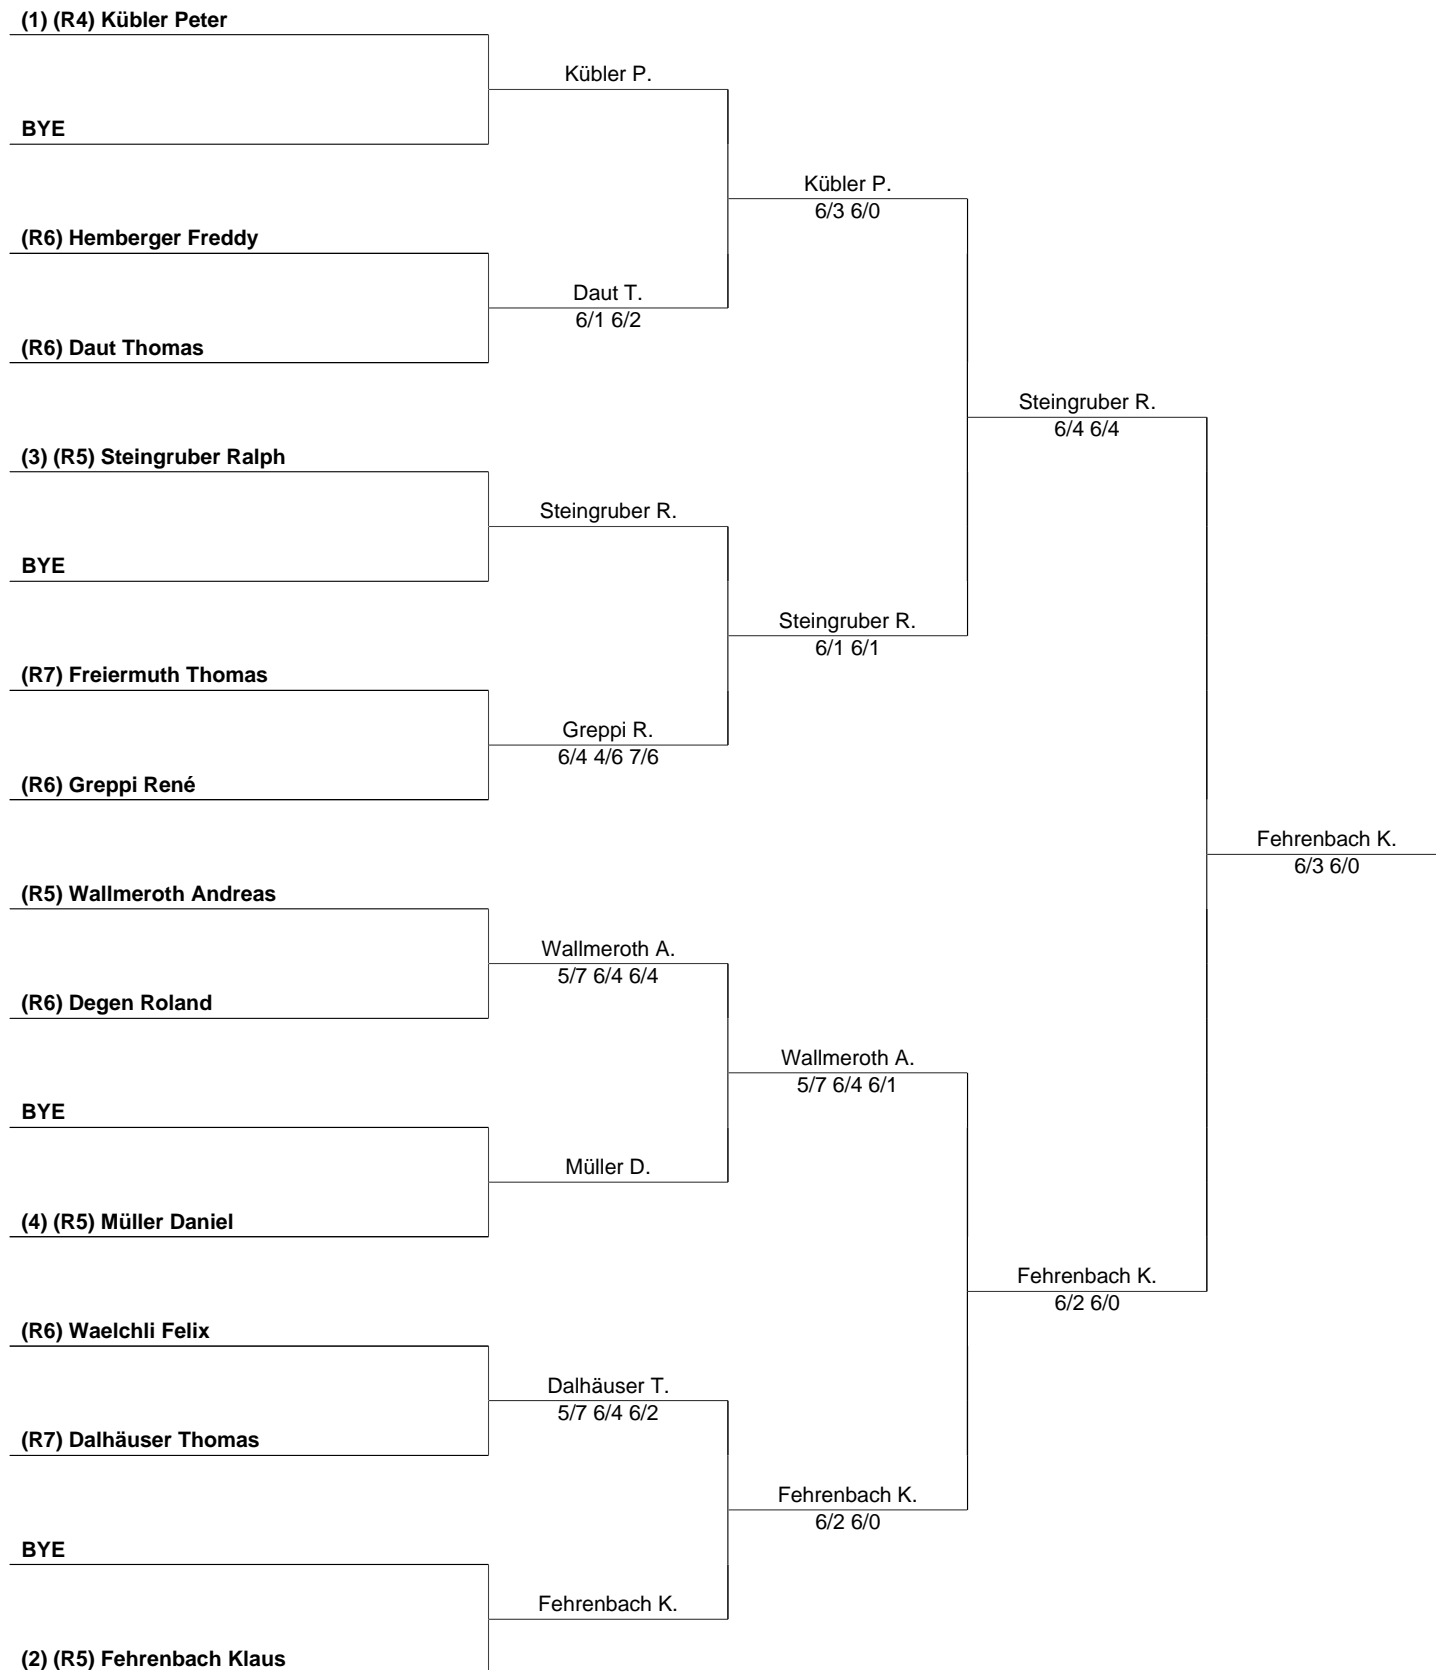 (1) (R4) Kübler Peter
Kübler P.
BYE
Kübler P.
6/3 6/0
(R6) Hemberger Freddy
Daut T.
6/1 6/2
(R6) Daut Thomas
Steingruber R.
6/4 6/4
(3) (R5) Steingruber Ralph
Steingruber R.
BYE
Steingruber R.
6/1 6/1
(R7) Freiermuth Thomas
Greppi R.
6/4 4/6 7/6
(R6) Greppi René
Fehrenbach K.
6/3 6/0
(R5) Wallmeroth Andreas
Wallmeroth A.
5/7 6/4 6/4
(R6) Degen Roland
Wallmeroth A.
5/7 6/4 6/1
BYE
Müller D.
(4) (R5) Müller Daniel
Fehrenbach K.
6/2 6/0
(R6) Waelchli Felix
Dalhäuser T.
5/7 6/4 6/2
(R7) Dalhäuser Thomas
Fehrenbach K.
6/2 6/0
BYE
Fehrenbach K.
(2) (R5) Fehrenbach Klaus